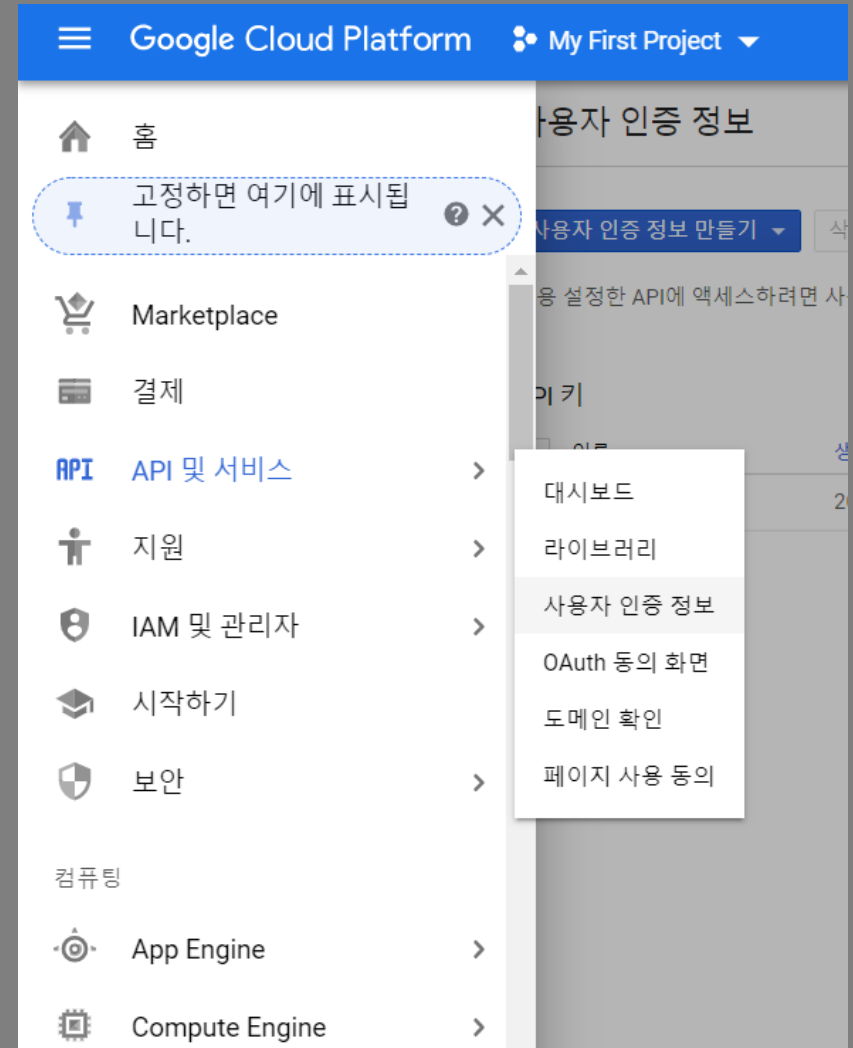 Google Cloud Platform My First Project
홈
고정하면 여기에 표시됩
니다.
Marketplace
결제
API 및 서비스
지원
IAM 및 관리자
시작하기
보안
컴퓨팅
App Engine
Compute Engine
대시보드
라이브러리
사용자 인증 정보
OAuth 동의 화면
도메인 확인
페이지 사용 동의
용자 인증 정보
사용자 인증 정보 만들기
용 설정한 API에 액세스하려면
키